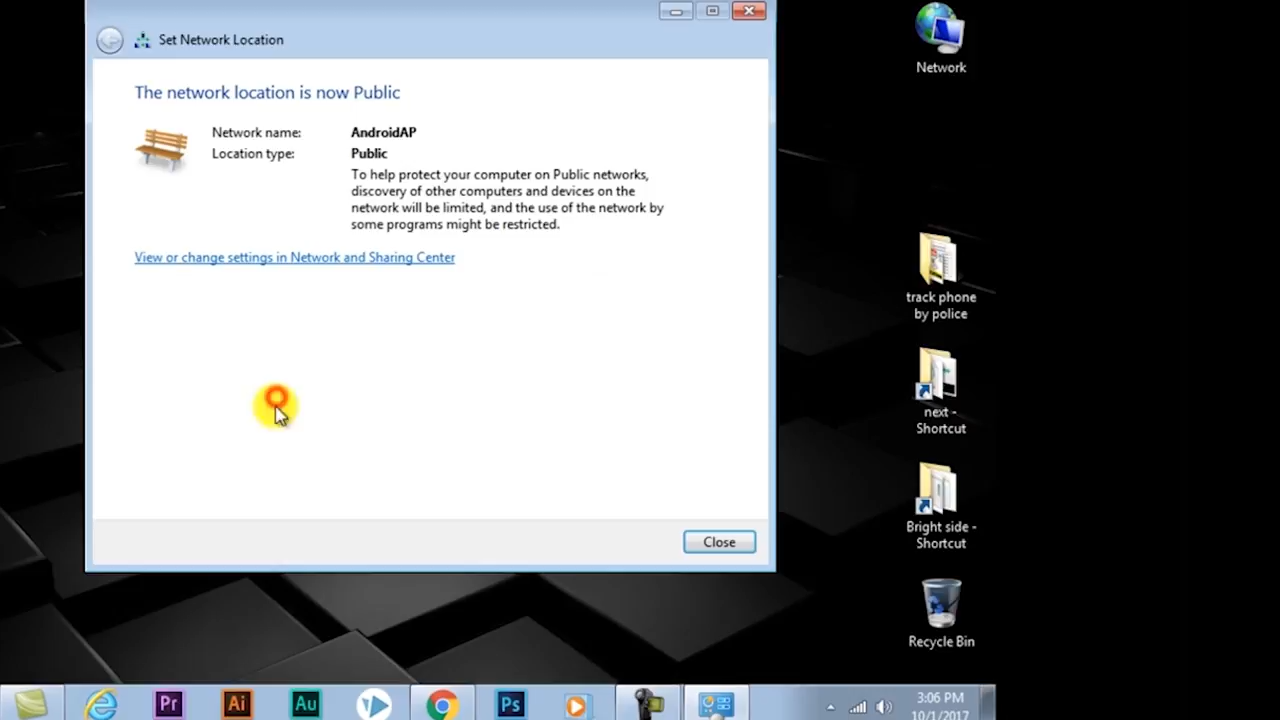 Set Network Location
The network location is now Public
Network name: AndroidAP
Location type: Public
To help protect your computer on Public networks,
discovery of other computers and devices on the
network will be limited, and the use of the network by
some programs might be restricted.
View or change settings in Network and Sharing Center
Close
Network
track phone
by police
next -
Shortcut
Bright side -
Shortcut
Recycle Bin
Pr
Ai
Au
Ps
3:06 PM
10/1/2017